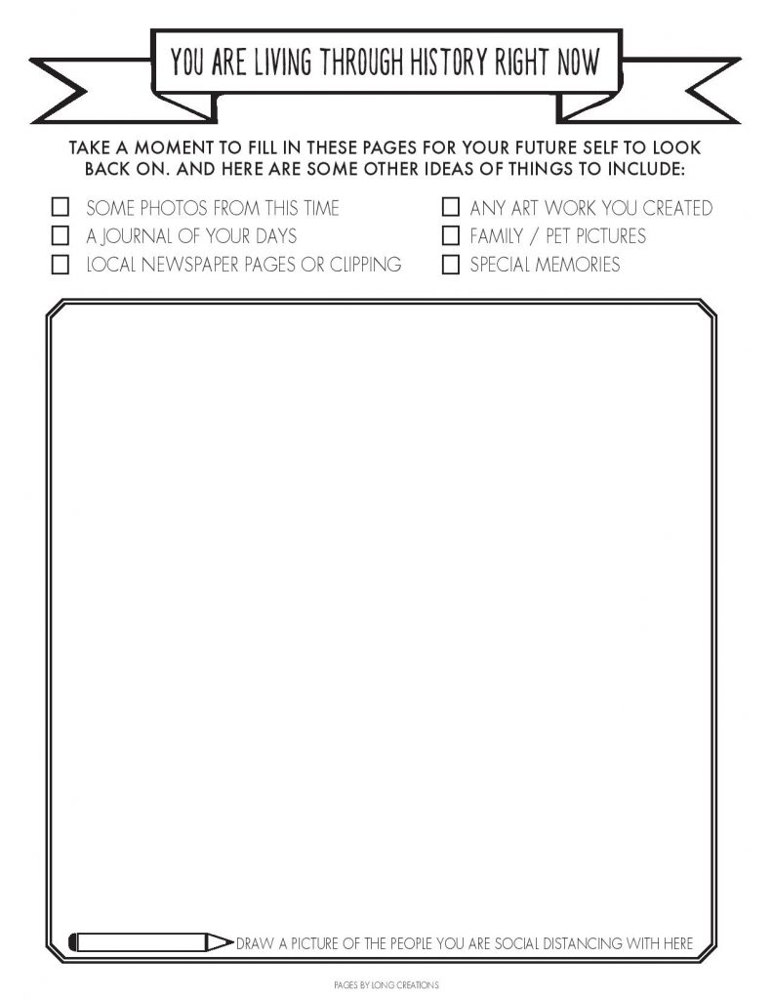 YOU ARE LIVING THROUGH HISTORY RIGHT NOW
TAKE A MOMENT TO FILL IN THESE PAGES FOR YOUR FUTURE SELF TO LOOK
BACK ON. AND HERE ARE SOME OTHER IDEAS OF THINGS TO INCLUDE:
SOME PHOTOS FROM THIS TIME
A JOURNAL OF YOUR DAYS
LOCAL NEWSPAPER PAGES OR CLIPPING
ANY ART WORK YOU CREATED
FAMILY / PET PICTURES
SPECIAL MEMORIES
DRAW A PICTURE OF THE PEOPLE YOU ARE SOCIAL DISTANCING WITH HERE
PAGES BY LONG CREATIONS